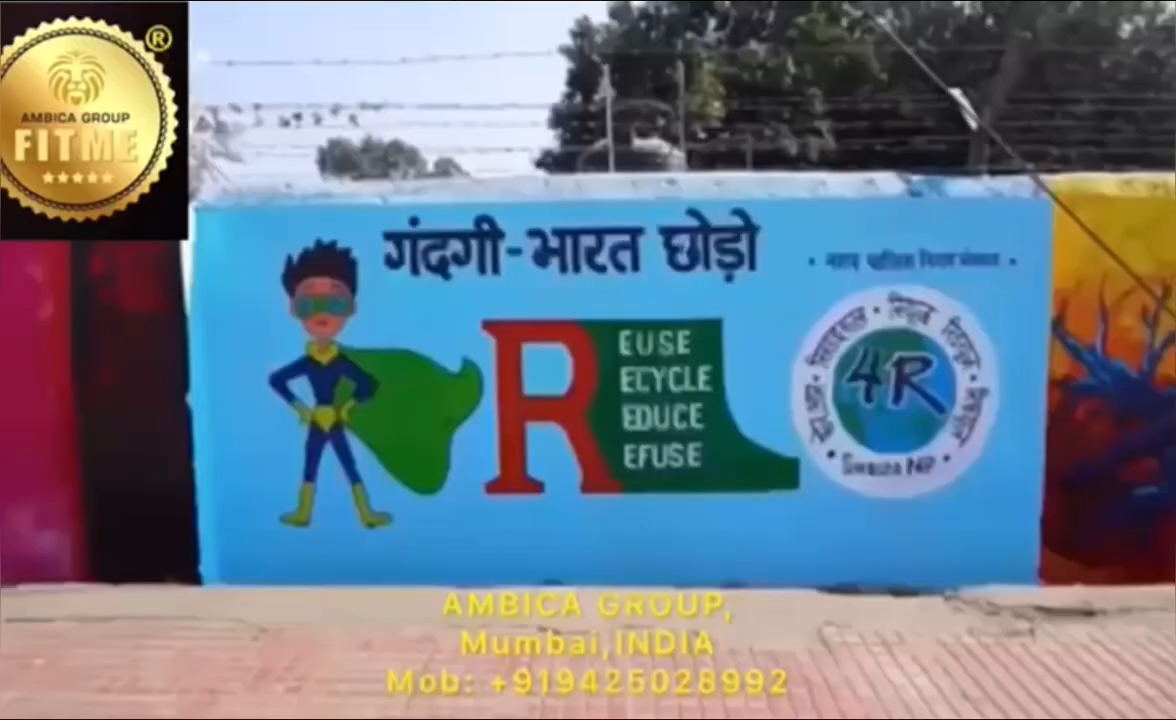 ®
AMBICA GROUP
FITME
गंदगी-भारत छोड़ो
R
EUSE
ECYCLE
EDUCE
EFUSE
4R
AMBICA GROUP,
Mumbai,INDIA
Mob: +919425028992